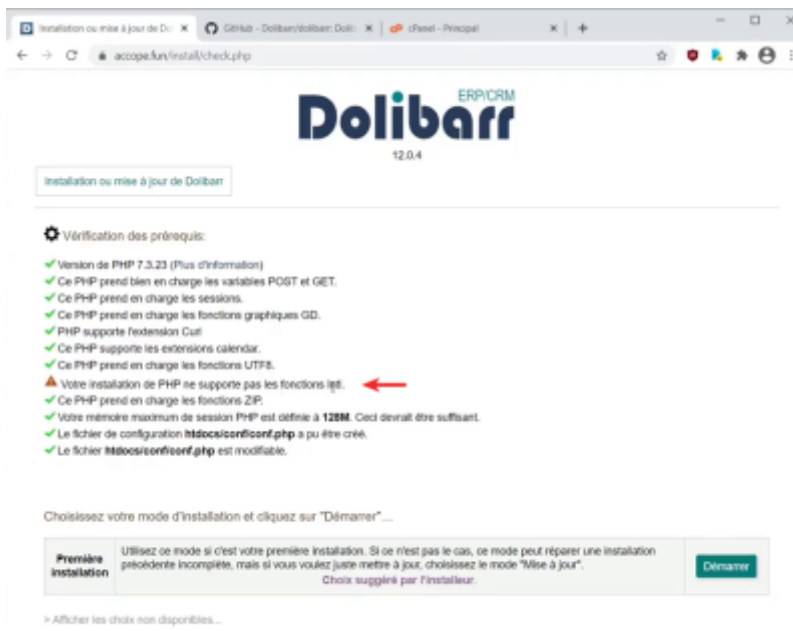 Installation ou mise à jour de Do
GitHub - Dolibarr/dolibarr: Doli
cPanel - Principal
accope.fun/install/check.php
Dolibarr
ERP/CRM
12.0.4
Installation ou mise à jour de Dolibarr
Vérification des prérequis:
Version de PHP 7.3.23 (Plus d'information)
Ce PHP prend bien en charge les variables POST et GET.
Ce PHP prend en charge les sessions.
Ce PHP prend en charge les fonctions graphiques GD.
PHP supporte l'extension Curl
Ce PHP supporte les extensions calendar.
Ce PHP prend en charge les fonctions UTF8.
Votre installation de PHP ne supporte pas les fonctions Intl.
Ce PHP prend en charge les fonctions ZIP.
Votre mémoire maximum de session PHP est définie à 128M. Ceci devrait être suffisant.
Le fichier de configuration htdocs/conf/conf.php a pu être créé.
Le fichier htdocs/conf/conf.php est modifiable.
Choisissez votre mode d'installation et cliquez sur "Démarrer"....
Première
installation
Utilisez ce mode si c'est votre première installation. Si ce n'est pas le cas, ce mode peut réparer une installation
précédente incomplète, mais si vous voulez juste mettre à jour, choisissez le mode "Mise à jour".
Choix suggéré par l'installeur.
Démarrer
> Afficher les choix non disponibles...